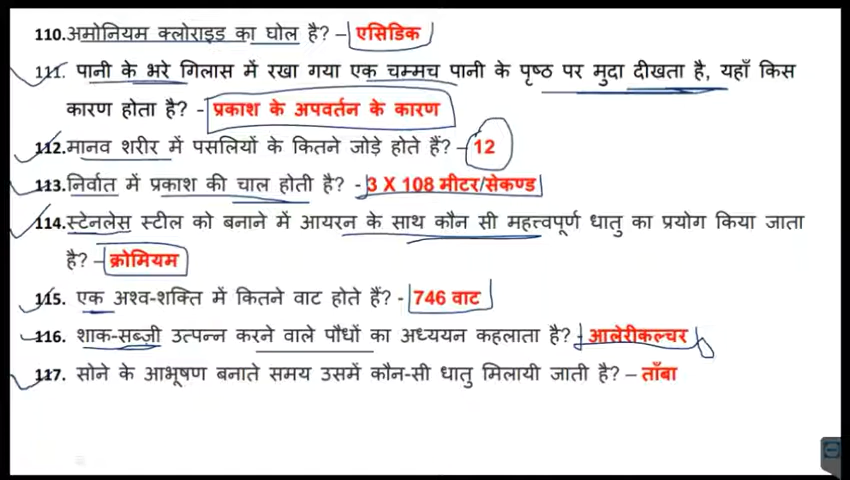 110.अमोनियम क्लोराइड का घोल है? – एसिडिक
111. पानी के भरे गिलास में रखा गया एक चम्मच पानी के पृष्ठ पर मुदा दीखता है, यहाँ किस
कारण होता है? - प्रकाश के अपवर्तन के कारण
112.मानव शरीर में पसलियों के कितने जोड़े होते हैं? – 12
113.निर्वात में प्रकाश की चाल होती है? - 3 X 108 मीटर/सेकण्ड
114.स्टेनलेस स्टील को बनाने में आयरन के साथ कौन सी महत्त्वपूर्ण धातु का प्रयोग किया जाता
है? – क्रोमियम
115. एक अश्व-शक्ति में कितने वाट होते हैं? - 746 वाट
116. शाक-सब्ज़ी उत्पन्न करने वाले पौधों का अध्ययन कहलाता है? - आलेरीकल्चर
117. सोने के आभूषण बनाते समय उसमें कौन-सी धातु मिलायी जाती है? – ताँबा